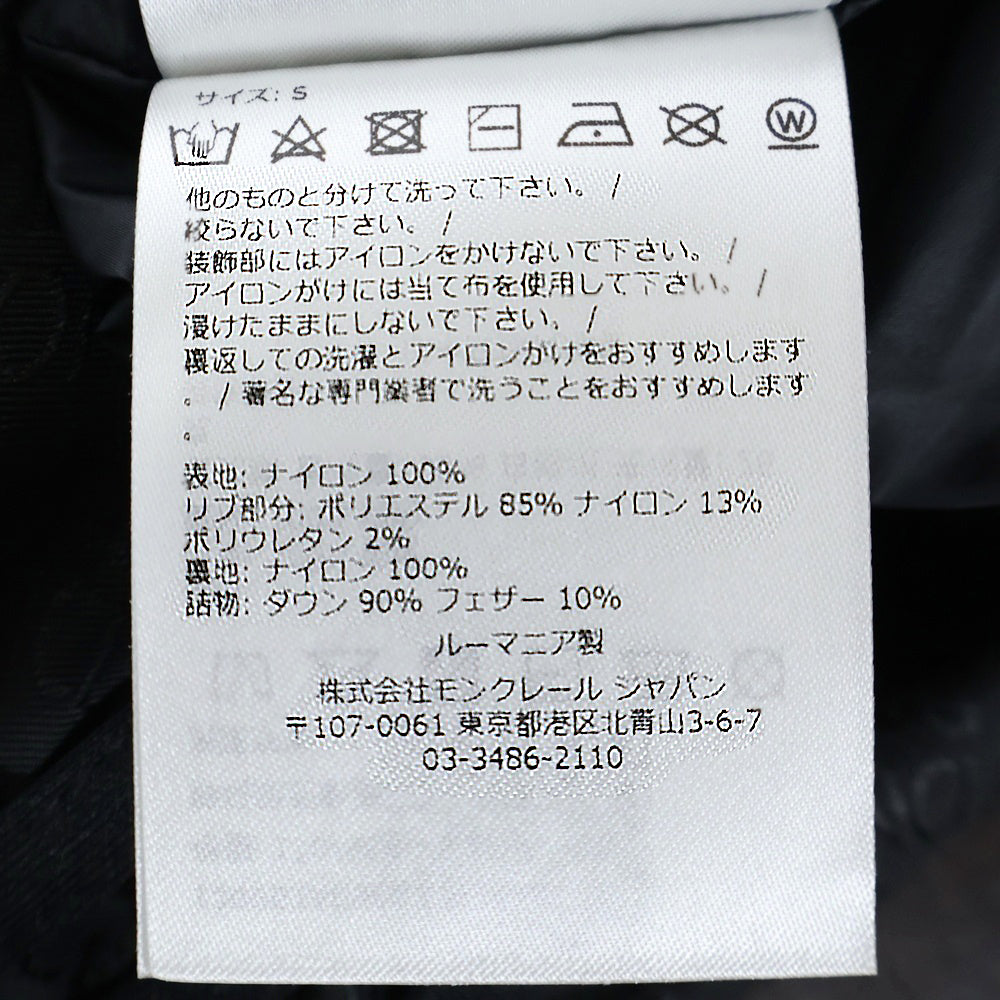 サイズ: S
W
他のものと分けて洗って下さい。 /
絞らないで下さい。 /
装飾部にはアイロンをかけないで下さい。 /
アイロンがけには当て布を使用して下さい。 /
浸けたままにしないで下さい。 /
裏返しての洗濯とアイロンがけをおすすめします
。 / 著名な専門業者で洗うことをおすすめします
。
表地: ナイロン 100%
リブ部分: ポリエステル 85% ナイロン 13%
ポリウレタン 2%
裏地: ナイロン 100%
詰物: ダウン 90% フェザー 10%
ルーマニア製
株式会社モンクレール ジャパン
〒107-0061 東京都港区北青山3-6-7
03-3486-2110